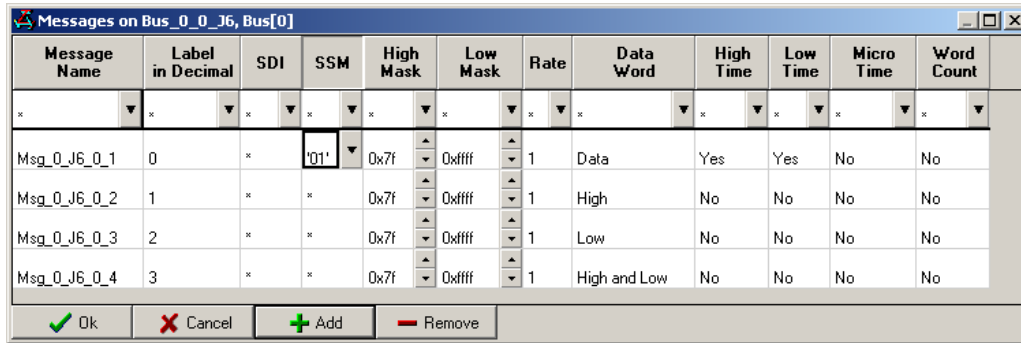 Messages on Bus_0_0_J6, Bus[0]
Message Name Label in Decimal SDI SSM High Mask Low Mask Rate Data Word High Time Low Time Micro Time Word Count
* * * * * * * * * * * *
Msg_0_J6_0_1 0 * '01' 0x7f 0xffff 1 Data Yes Yes No No
Msg_0_J6_0_2 1 * * 0x7f 0xffff 1 High No No No No
Msg_0_J6_0_3 2 * * 0x7f 0xffff 1 Low No No No No
Msg_0_J6_0_4 3 * * 0x7f 0xffff 1 High and Low No No No No
Ok Cancel Add Remove